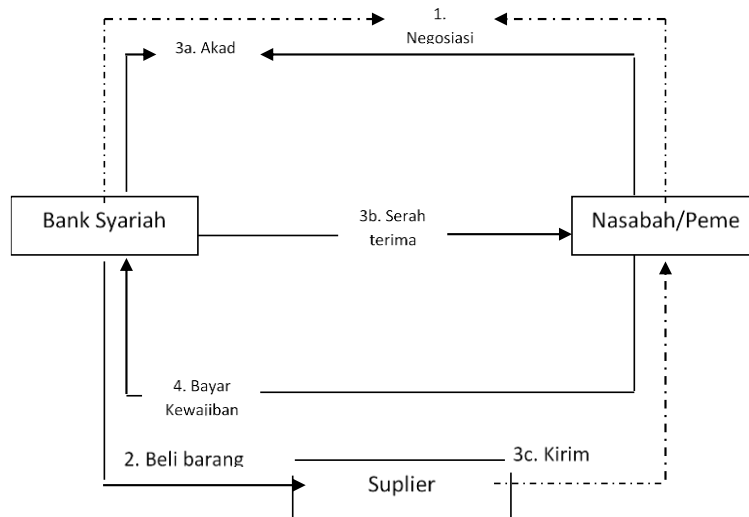 1.
Negosiasi
3a. Akad
Bank Syariah
3b. Serah
terima
Nasabah/Peme
4. Bayar
Kewajiban
2. Beli barang
3c. Kirim
Suplier